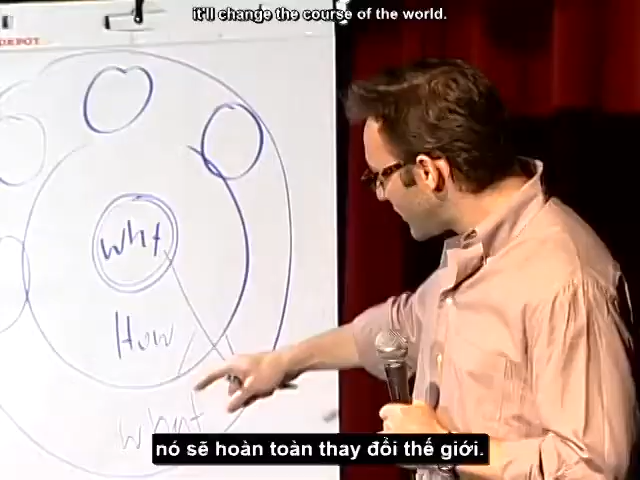 it'll change the course of the world.
DEPOT
why
How
what
nó sẽ hoàn toàn thay đổi thế giới.